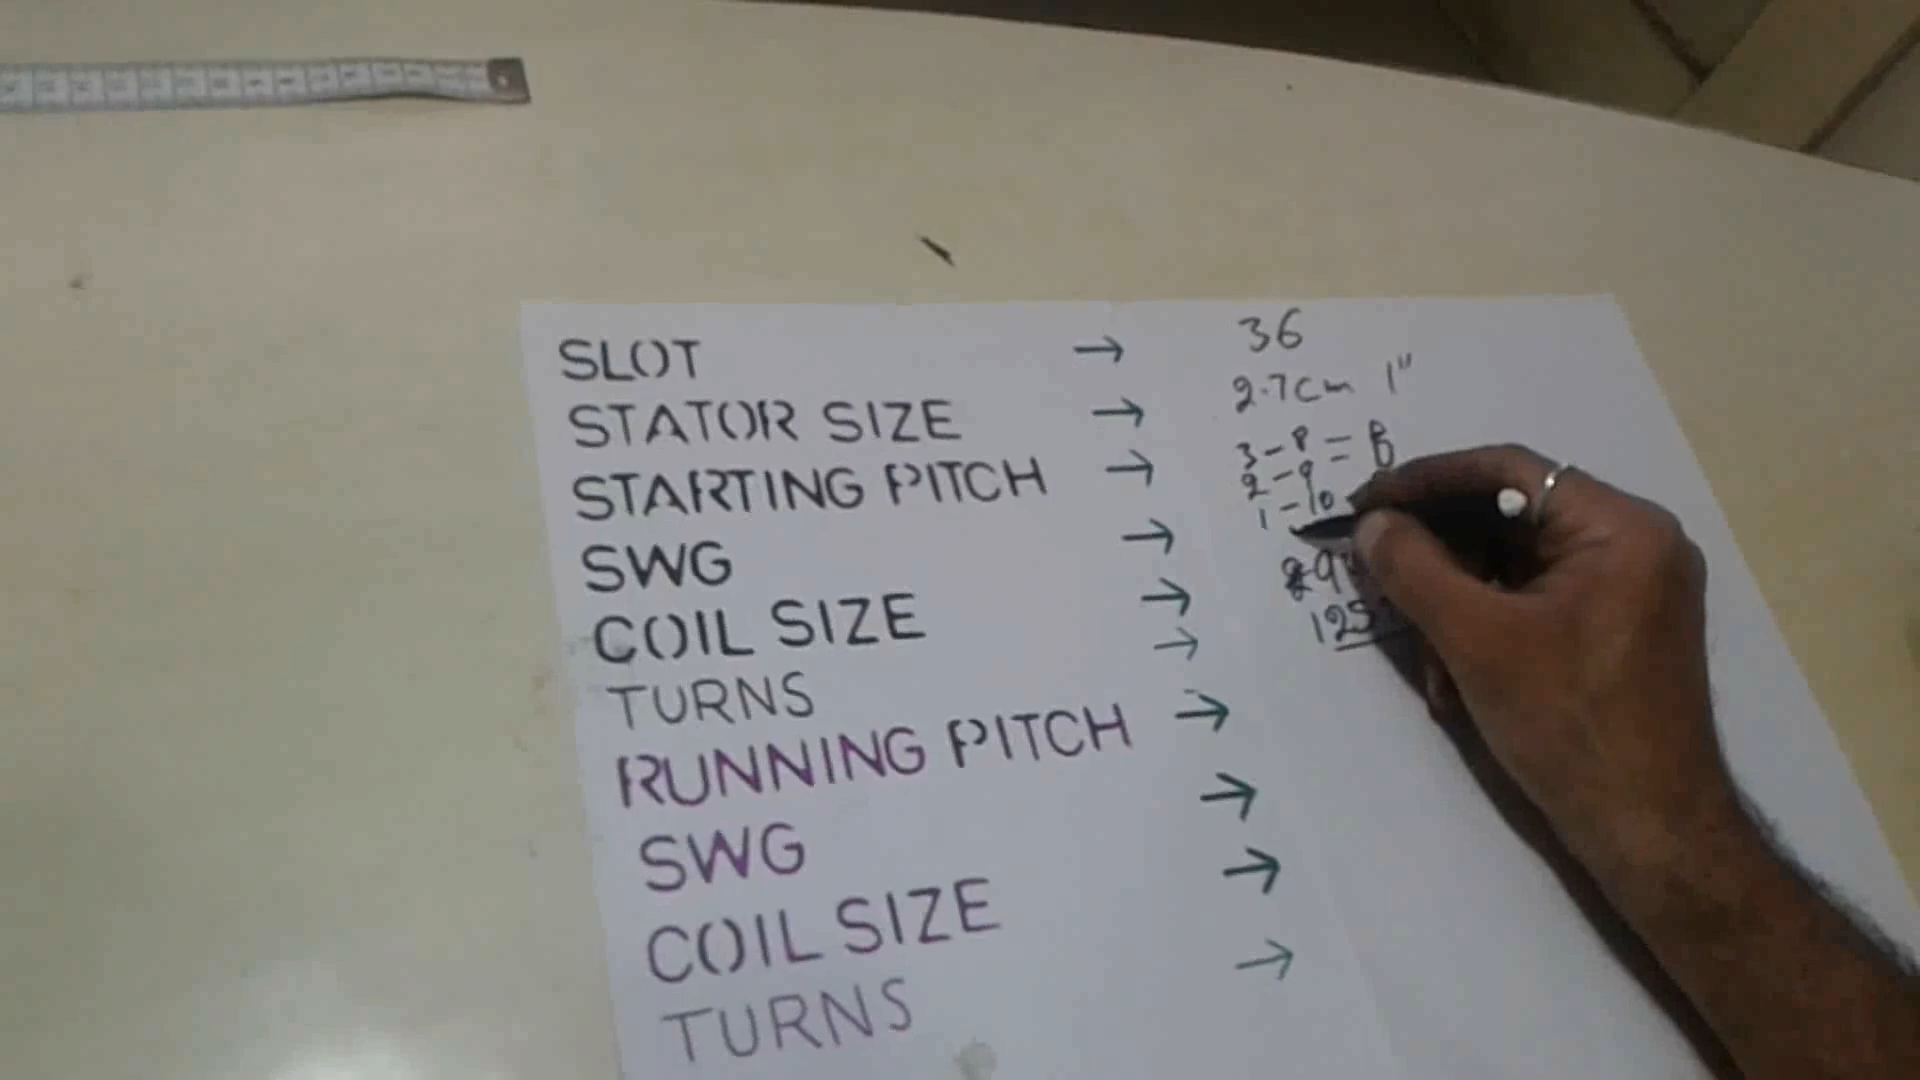 SLOT → 36
STATOR SIZE → 2.7cm 1"
STARTING PITCH → 3-8 = B
2-9 =
1-10
SWG →
COIL SIZE →
TURNS →
RUNNING PITCH →
SWG →
COIL SIZE →
TURNS →